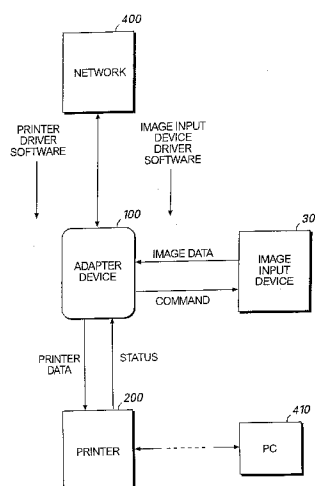 400
NETWORK
PRINTER
DRIVER
SOFTWARE
IMAGE INPUT
DEVICE
DRIVER
SOFTWARE
100
ADAPTER
DEVICE
IMAGE DATA
COMMAND
30
IMAGE
INPUT
DEVICE
PRINTER
DATA
STATUS
200
PRINTER
410
PC